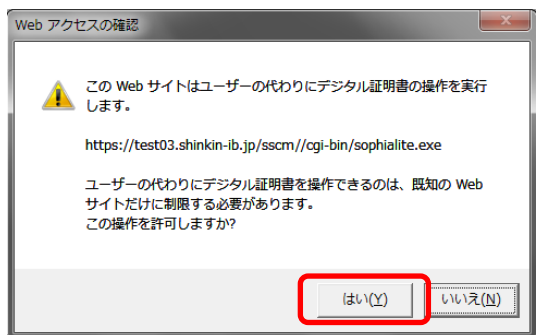 Web アクセスの確認
この Web サイトはユーザーの代わりにデジタル証明書の操作を実行
します。
https://test03.shinkin-ib.jp/sscm//cgi-bin/sophialite.exe
ユーザーの代わりにデジタル証明書を操作できるのは、既知の Web
サイトだけに制限する必要があります。
この操作を許可しますか?
はい(Y) いいえ(N)